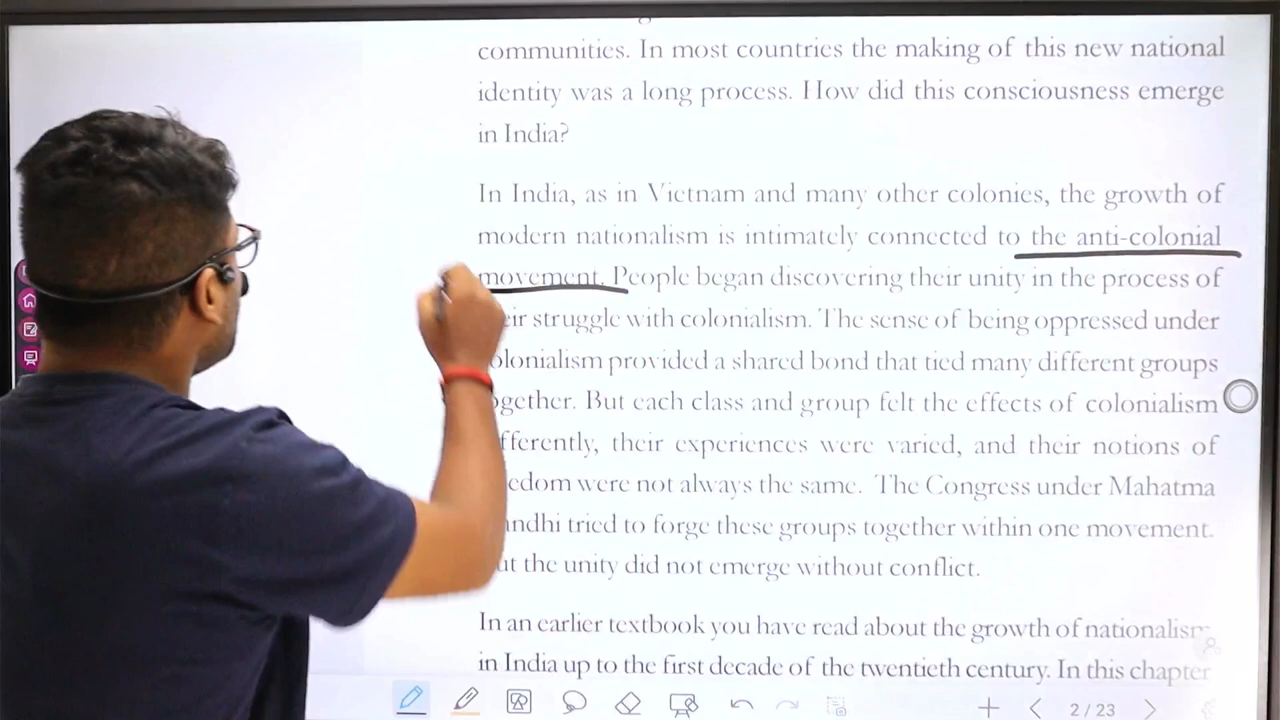 communities. In most countries the making of this new national
identity was a long process. How did this consciousness emerge
in India?
In India, as in Vietnam and many other colonies, the growth of
modern nationalism is intimately connected to the anti-colonial
movement. People began discovering their unity in the process of
eir struggle with colonialism. The sense of being oppressed under
olonialism provided a shared bond that tied many different groups
ogether. But each class and group felt the effects of colonialism
fferently, their experiences were varied, and their notions of
edom were not always the same. The Congress under Mahatma
andhi tried to forge these groups together within one movement.
ut the unity did not emerge without conflict.
In an earlier textbook you have read about the growth of nationalism
in India up to the first decade of the twentieth century. In this chapter
2 / 23